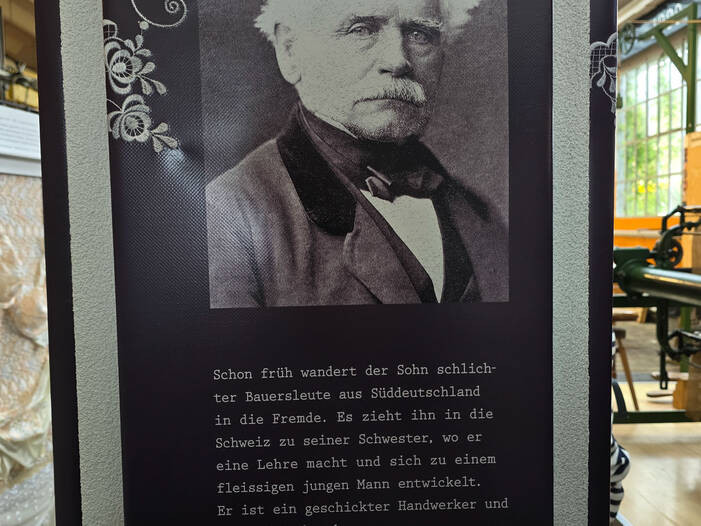 Schon früh wandert der Sohn schlich-
ter Bauersleute aus Süddeutschland
in die Fremde. Es zieht ihn in die
Schweiz zu seiner Schwester, wo er
eine Lehre macht und sich zu einem
fleissigen jungen Mann entwickelt.
Er ist ein geschickter Handwerker und